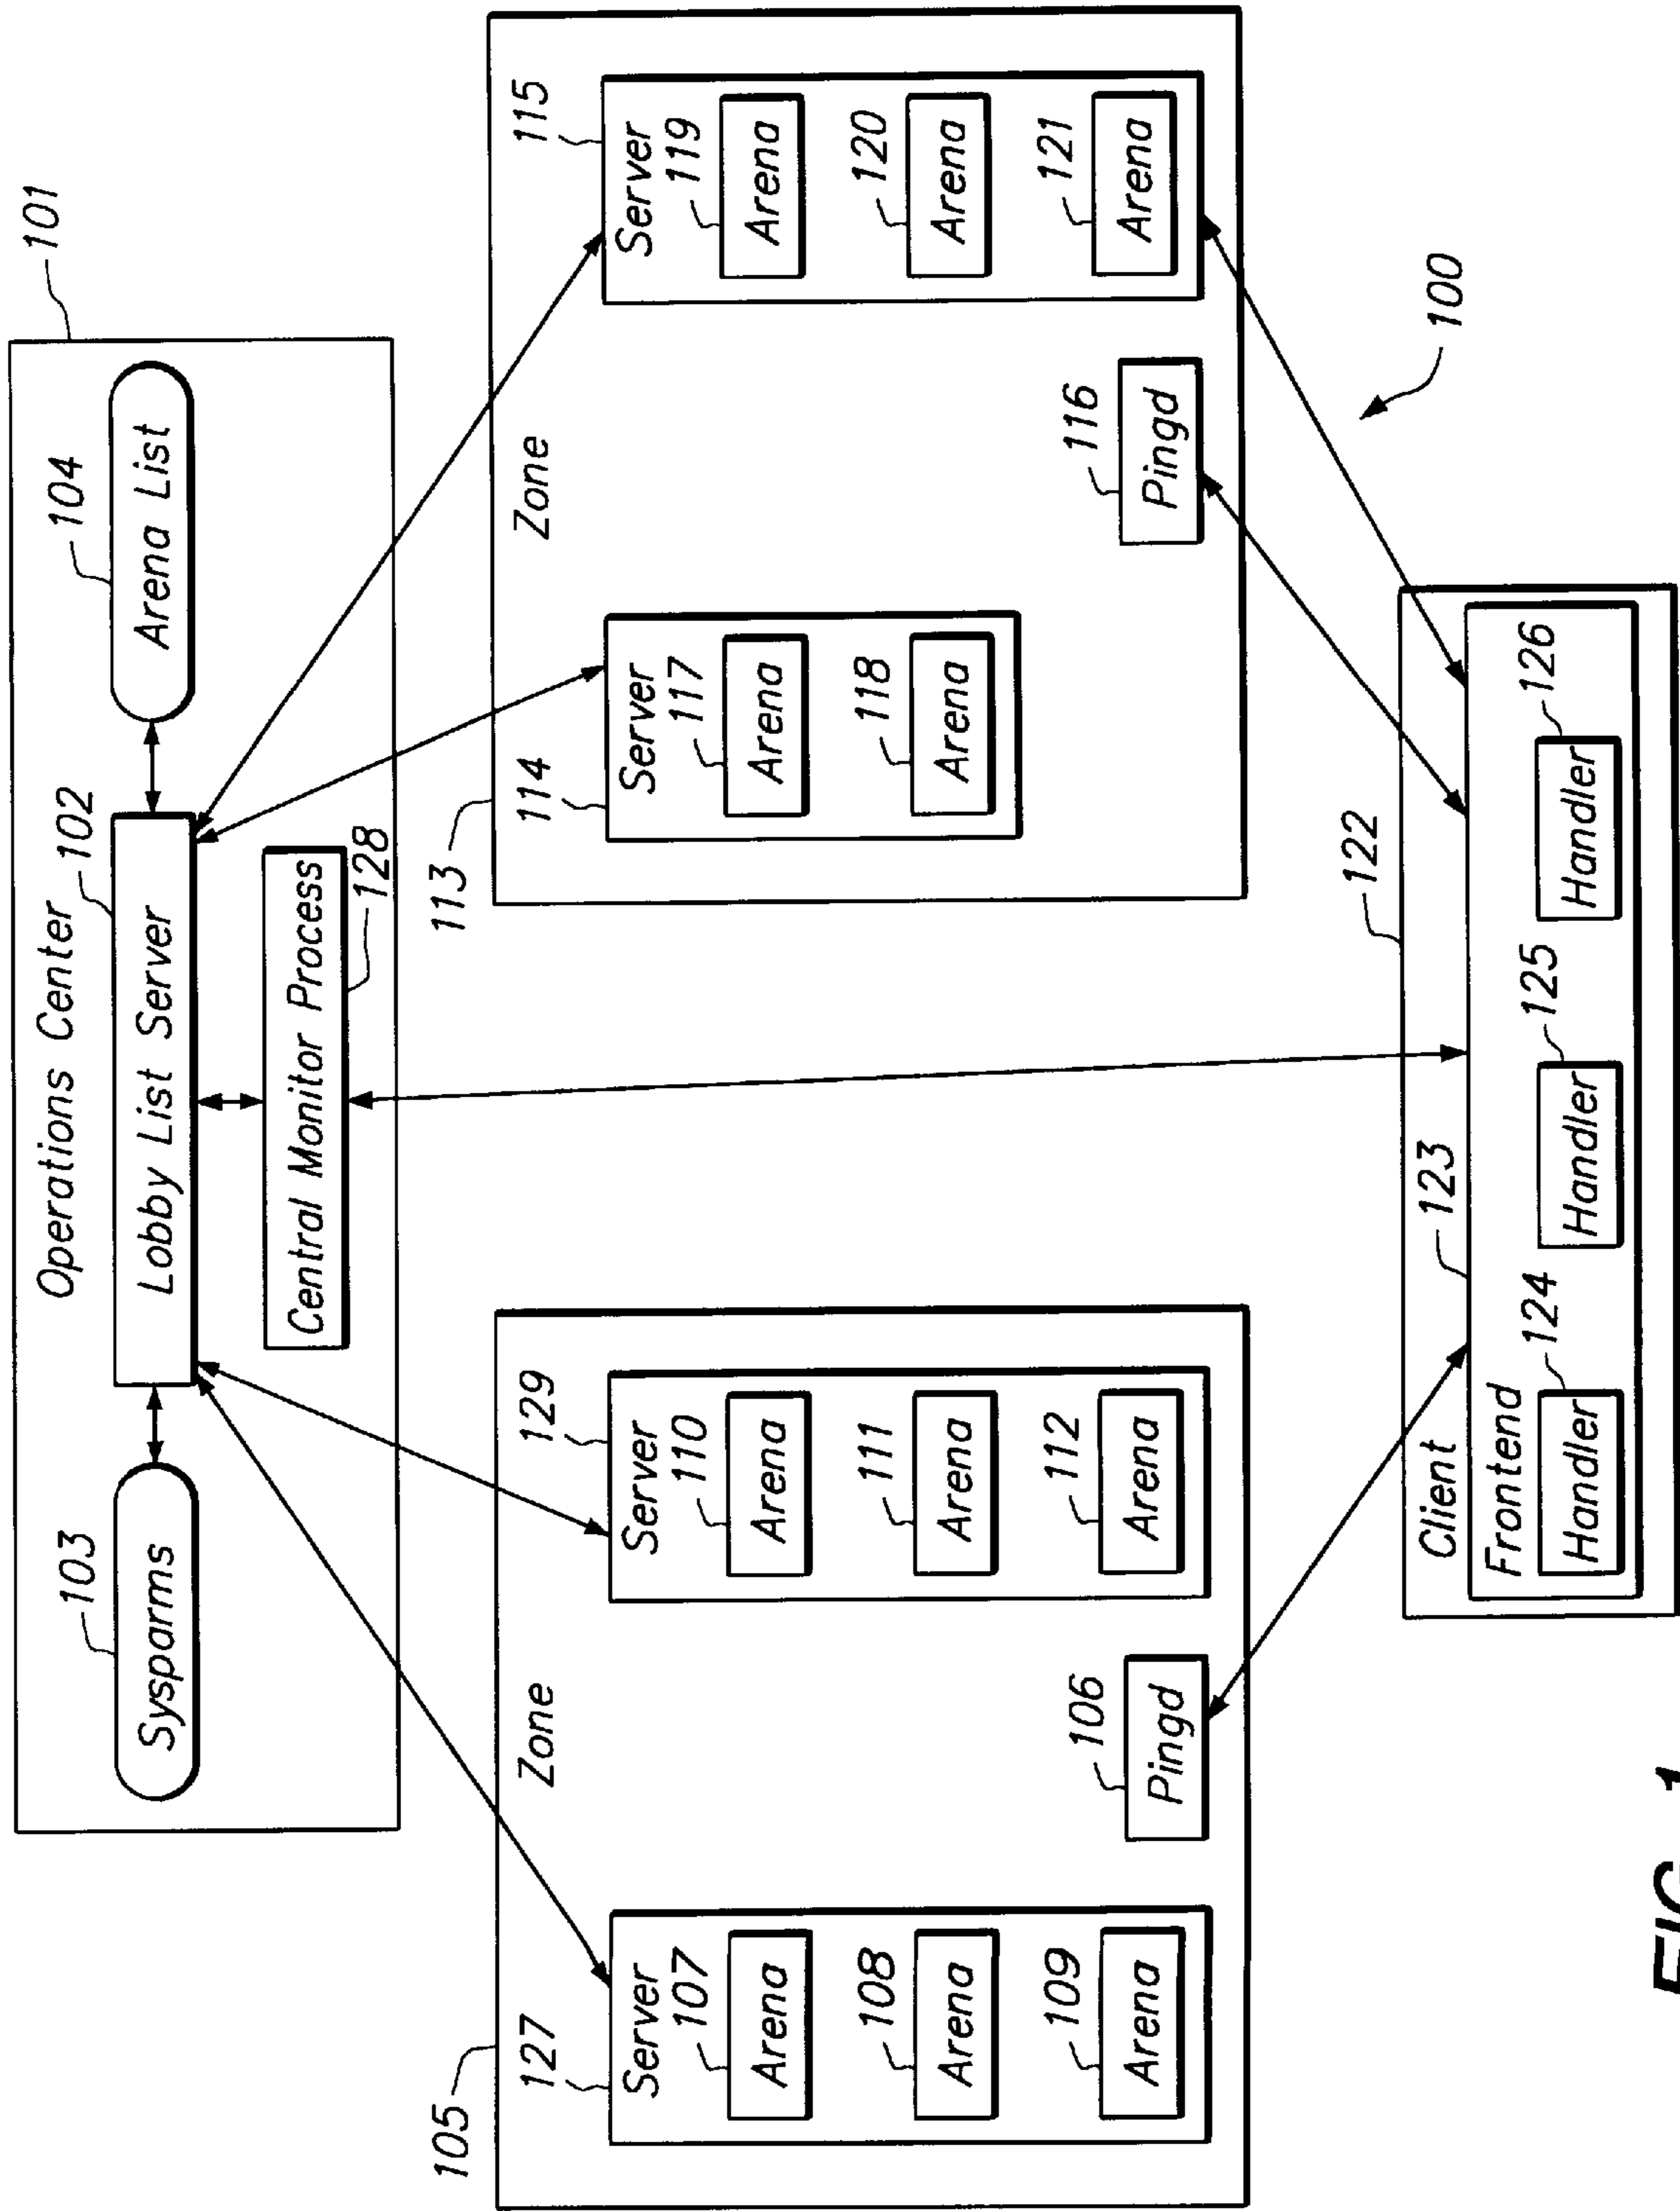 101
Operations Center
103
102
104
Sysparms
Lobby List Server
Arena List
Central Monitor Process
128
105
113
Zone
Zone
127
129
114
115
Server
Server
Server
Server
107
110
117
119
Arena
Arena
Arena
Arena
108
111
118
120
Arena
Arena
Arena
Arena
109
106
112
116
121
Arena
Pingd
Arena
Pingd
Arena
100
122
Client
123
Frontend
124
125
126
Handler
Handler
Handler
FIG. 1